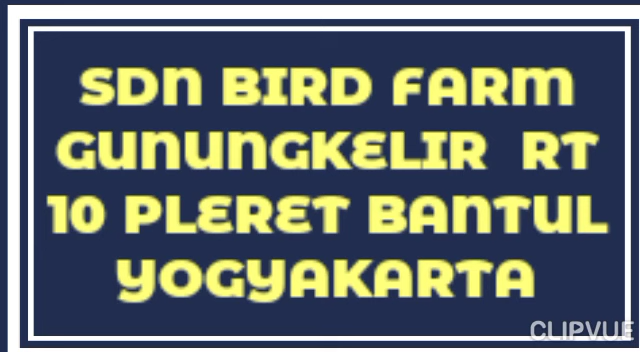 SDN BIRD FARM
GUNUNGKELIR RT
10 PLERET BANTUL
YOGYAKARTA
CLIPVUE